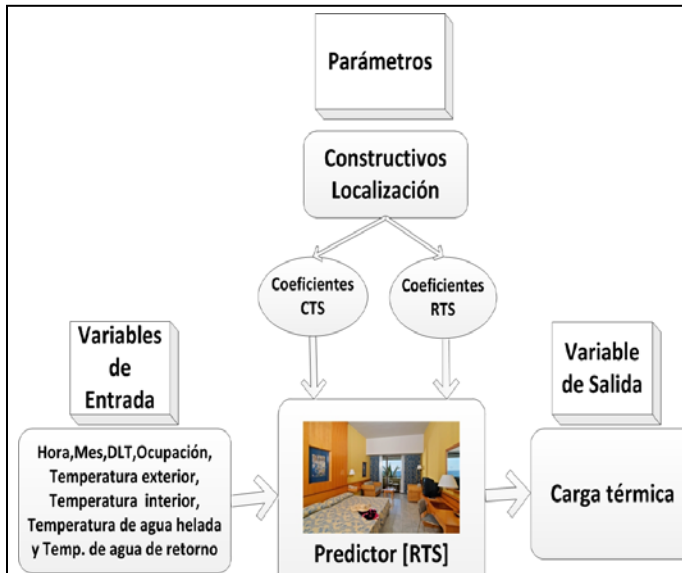 Parámetros
Constructivos
Localización
Coeficientes
CTS
Coeficientes
RTS
Variables
de
Entrada
Variable
de Salida
Hora,Mes,DLT,Ocupación,
Temperatura exterior,
Temperatura interior,
Temperatura de agua helada
y Temp. de agua de retorno
Predictor [RTS]
Carga térmica